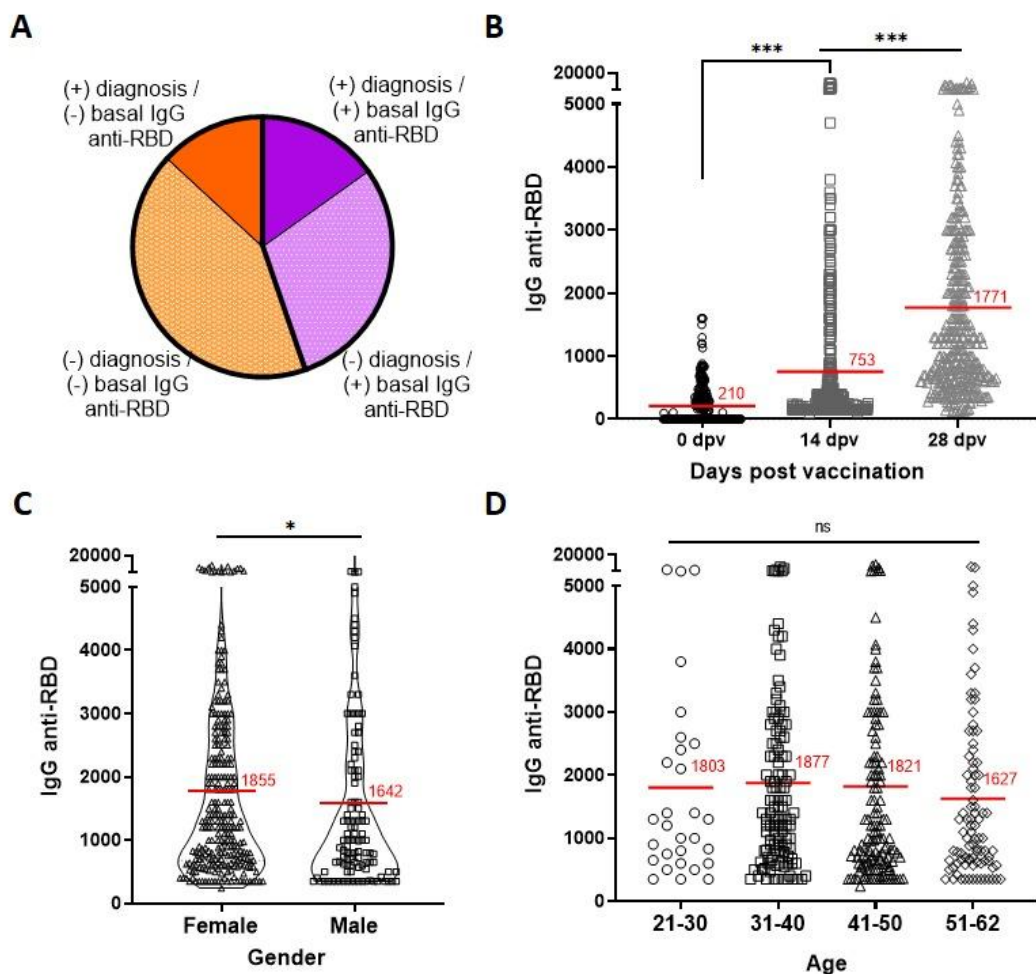 A
(+) diagnosis /
(-) basal IgG
anti-RBD
(+) diagnosis /
(+) basal IgG
anti-RBD
(-) diagnosis /
(-) basal IgG
anti-RBD
(-) diagnosis /
(+) basal IgG
anti-RBD
B
***
***
20000
5000
4000
3000
2000
1000
0
IgG anti-RBD
210
753
1771
0 dpv
14 dpv
28 dpv
Days post vaccination
C
*
20000
5000
4000
3000
2000
1000
0
IgG anti-RBD
1855
1642
Female
Male
Gender
D
ns
20000
5000
4000
3000
2000
1000
0
IgG anti-RBD
1803
1877
1821
1627
21-30
31-40
41-50
51-62
Age